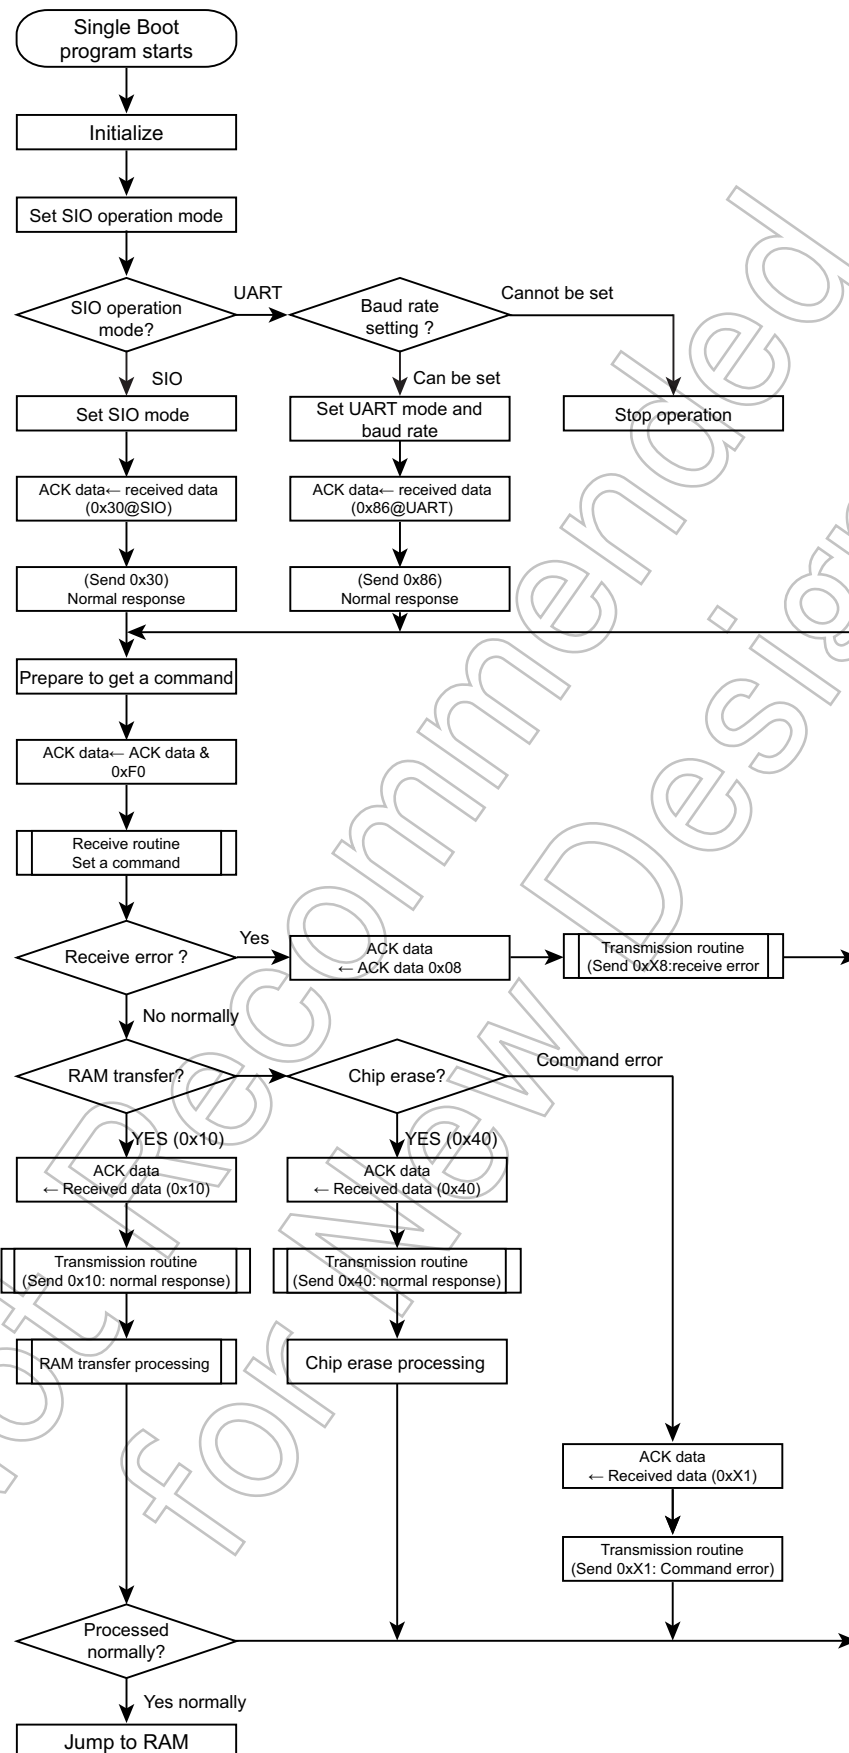 Single Boot
program starts
Initialize
Set SIO operation mode
SIO operation
mode?
UART
Baud rate
setting ?
Cannot be set
SIO
Can be set
Set SIO mode
Set UART mode and
baud rate
Stop operation
ACK data← received data
(0x30@SIO)
ACK data← received data
(0x86@UART)
(Send 0x30)
Normal response
(Send 0x86)
Normal response
Prepare to get a command
ACK data← ACK data &
0xF0
Receive routine
Set a command
Receive error ?
Yes
ACK data
← ACK data 0x08
Transmission routine
(Send 0xX8:receive error
No normally
RAM transfer?
Chip erase?
Command error
YES (0x10)
YES (0x40)
ACK data
← Received data (0x10)
ACK data
← Received data (0x40)
Transmission routine
(Send 0x10: normal response)
Transmission routine
(Send 0x40: normal response)
RAM transfer processing
Chip erase processing
ACK data
← Received data (0xX1)
Transmission routine
(Send 0xX1: Command error)
Processed
normally?
Yes normally
Jump to RAM
Not Recommended
for New Design